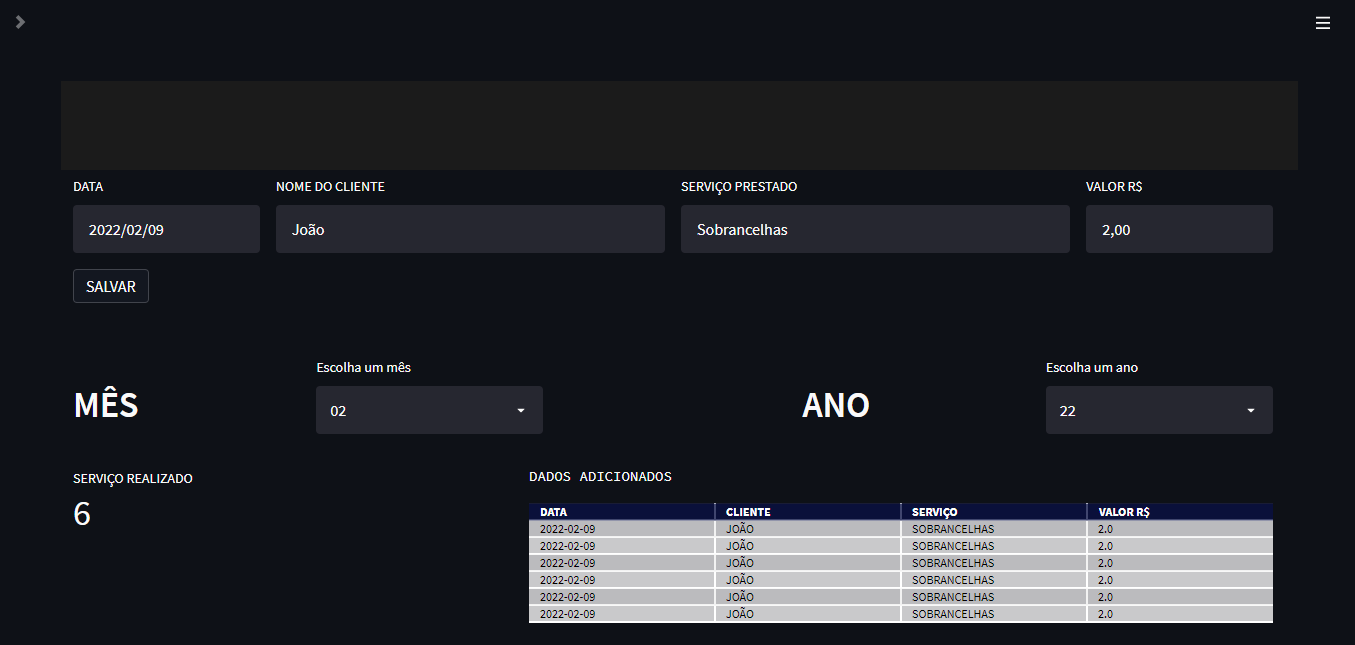 DATA NOME DO CLIENTE SERVIÇO PRESTADO VALOR R$
2022/02/09 João Sobrancelhas 2,00
SALVAR
Escolha um mês Escolha um ano
MÊS 02 ANO 22
SERVIÇO REALIZADO
6
DADOS ADICIONADOS
DATA CLIENTE SERVIÇO VALOR R$
2022-02-09 JOÃO SOBRANCELHAS 2.0
2022-02-09 JOÃO SOBRANCELHAS 2.0
2022-02-09 JOÃO SOBRANCELHAS 2.0
2022-02-09 JOÃO SOBRANCELHAS 2.0
2022-02-09 JOÃO SOBRANCELHAS 2.0
2022-02-09 JOÃO SOBRANCELHAS 2.0